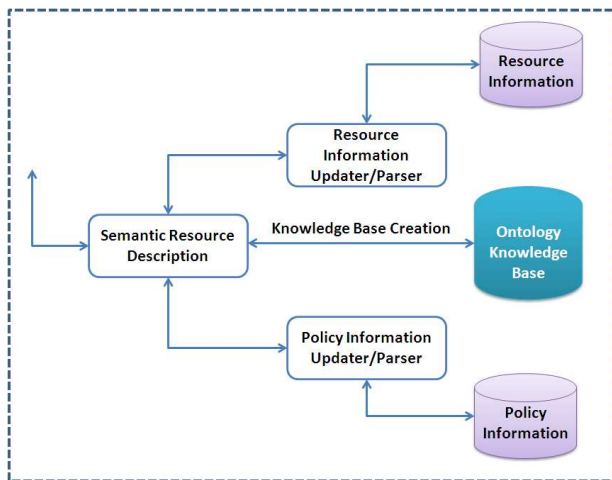 Resource
Information
Resource
Information
Updater/Parser
Semantic Resource
Description
Knowledge Base Creation
Ontology
Knowledge
Base
Policy Information
Updater/Parser
Policy
Information